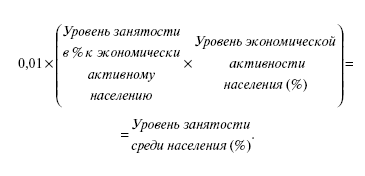 0,01 × (Уровень занятости в % к экономически активному населению × Уровень экономической активности населения (%)) =
= Уровень занятости среди населения (%).